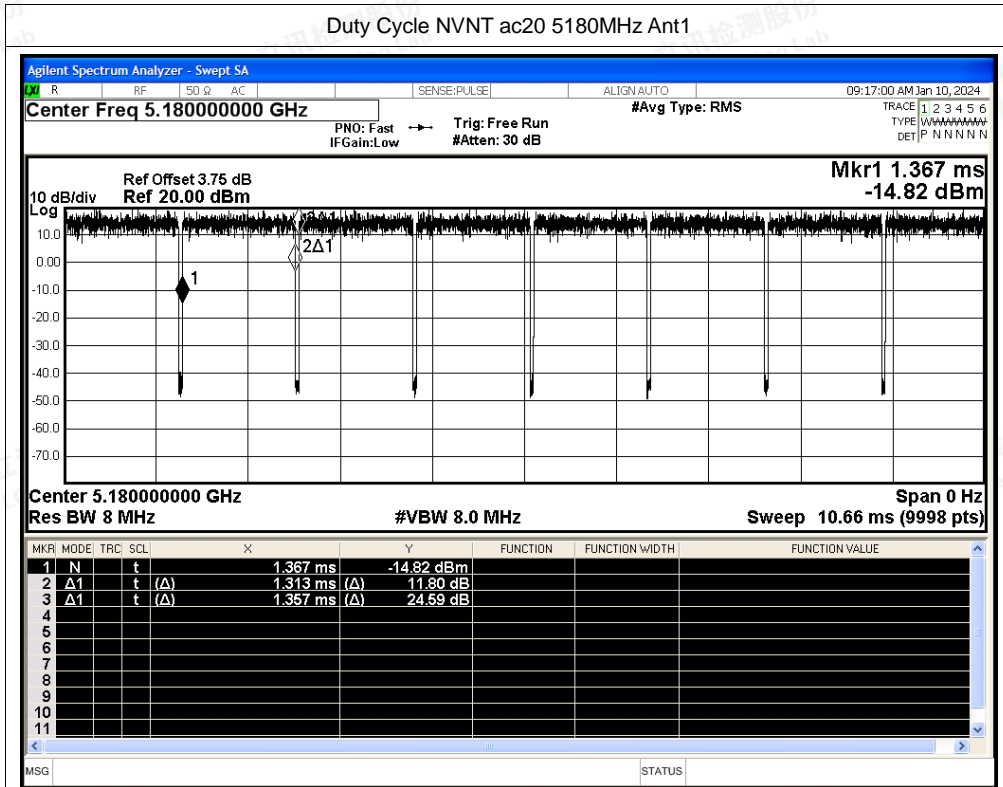 Duty Cycle NVNT ac20 5180MHz Ant1
Agilent Spectrum Analyzer - Swept SA
LXI R RF 50 Ω AC SENSE:PULSE ALIGN AUTO 09:17:00 AM Jan 10, 2024
Center Freq 5.180000000 GHz #Avg Type: RMS TRACE 1 2 3 4 5 6
PNO: Fast Trig: Free Run TYPE WWWWWW
IFGain:Low #Atten: 30 dB DET P N N N N N
Mkr1 1.367 ms
Ref Offset 3.75 dB
10 dB/div Ref 20.00 dBm -14.82 dBm
Log
10.0
2Δ1
0.00
1
-10.0
-20.0
-30.0
-40.0
-50.0
-60.0
-70.0
Center 5.180000000 GHz Span 0 Hz
Res BW 8 MHz #VBW 8.0 MHz Sweep 10.66 ms (9998 pts)
MKR MODE TRC SCL X Y FUNCTION FUNCTION WIDTH FUNCTION VALUE
1 N t 1.367 ms -14.82 dBm
2 Δ1 t (Δ) 1.313 ms (Δ) 11.80 dB
3 Δ1 t (Δ) 1.357 ms (Δ) 24.59 dB
4
5
6
7
8
9
10
11
MSG STATUS